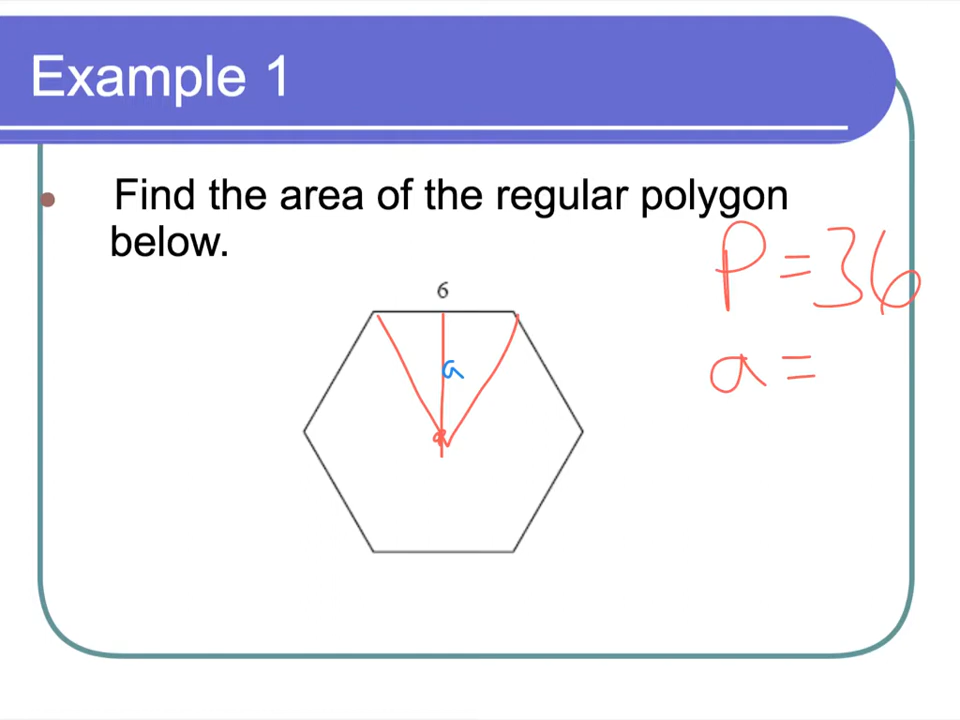 Example 1
Find the area of the regular polygon
below.
6
a
P=36
a=